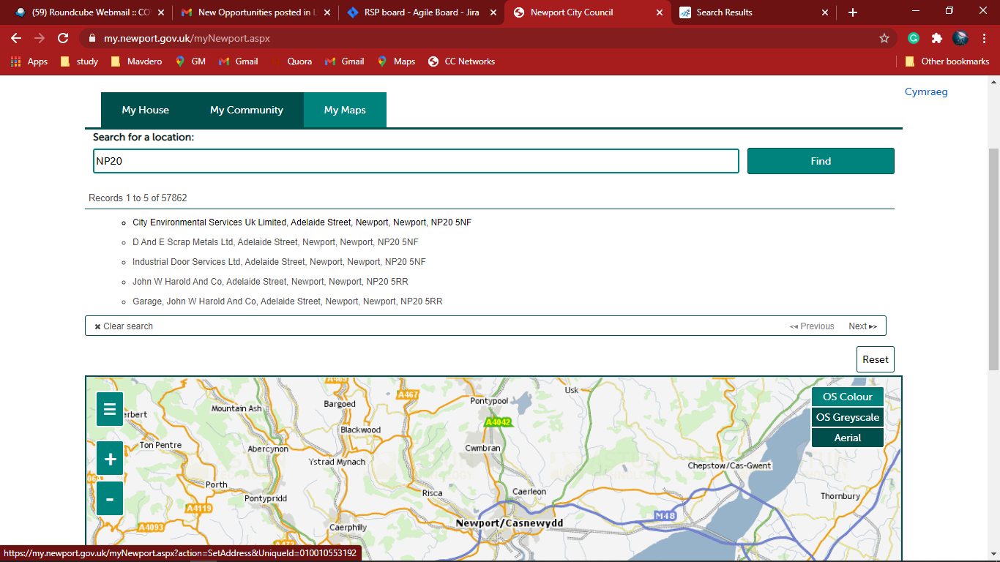 (59) Roundcube Webmail :: CO
New Opportunities posted in L
RSP board - Agile Board - Jira
Newport City Council
Search Results
my.newport.gov.uk/myNewport.aspx
Apps
study
Mavdero
GM
Gmail
Quora
Gmail
Maps
CC Networks
Other bookmarks
Cymraeg
My House
My Community
My Maps
Search for a location:
NP20
Find
Records 1 to 5 of 57862
City Environmental Services Uk Limited, Adelaide Street, Newport, Newport, NP20 5NF
D And E Scrap Metals Ltd, Adelaide Street, Newport, Newport, NP20 5NF
Industrial Door Services Ltd, Adelaide Street, Newport, Newport, NP20 5NF
John W Harold And Co, Adelaide Street, Newport, Newport, NP20 5RR
Garage, John W Harold And Co, Adelaide Street, Newport, Newport, NP20 5RR
Clear search
Previous
Next
Reset
A469
A467
Usk
OS Colour
Pontypool
Bargoed
Mountain Ash
erbert
OS Greyscale
A4042
Blackwood
Aerial
Ton Pentre
Abercynon
Cwmbran
Ystrad Mynach
Chepstow/Cas-Gwent
Porth
Risca
Caerleon
Pontypridd
Thornbury
A4119
M48
Newport/Casnewydd
A4093
Caerphilly
https://my.newport.gov.uk/myNewport.aspx?action=SetAddress&UniqueId=010010553192